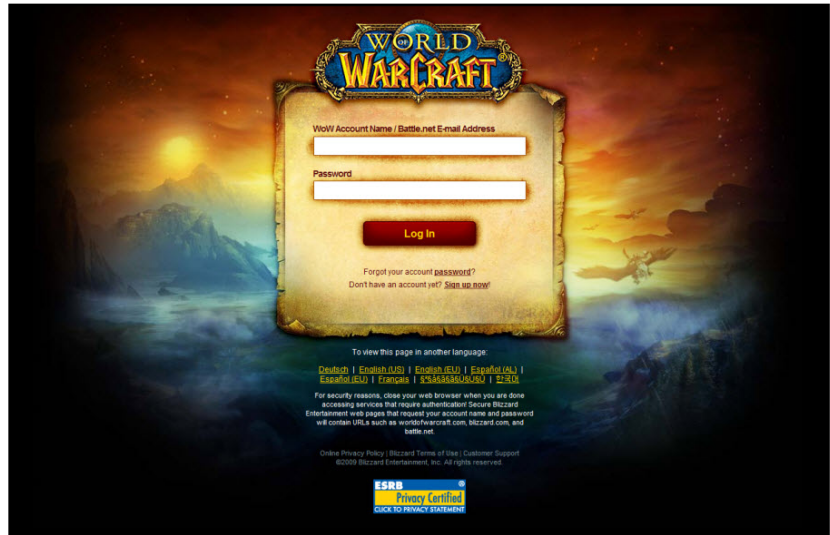 WORLD
OF
WARCRAFT®
WoW Account Name / Battle.net E-mail Address
Password
Log In
Forgot your account password?
Don't have an account yet? Sign up now!
To view this page in another language:
Deutsch | English (US) | English (EU) | Español (AL) |
Español (EU) | Français |
For security reasons, close your web browser when you are done
accessing services that require authentication! Secure Blizzard
Entertainment web pages that request your account name and password
will contain URLs such as worldofwarcraft.com, blizzard.com, and
battle.net.
Online Privacy Policy | Blizzard Terms of Use | Customer Support
©2009 Blizzard Entertainment, Inc. All rights reserved.
ESRB ®
Privacy Certified
CLICK TO PRIVACY STATEMENT